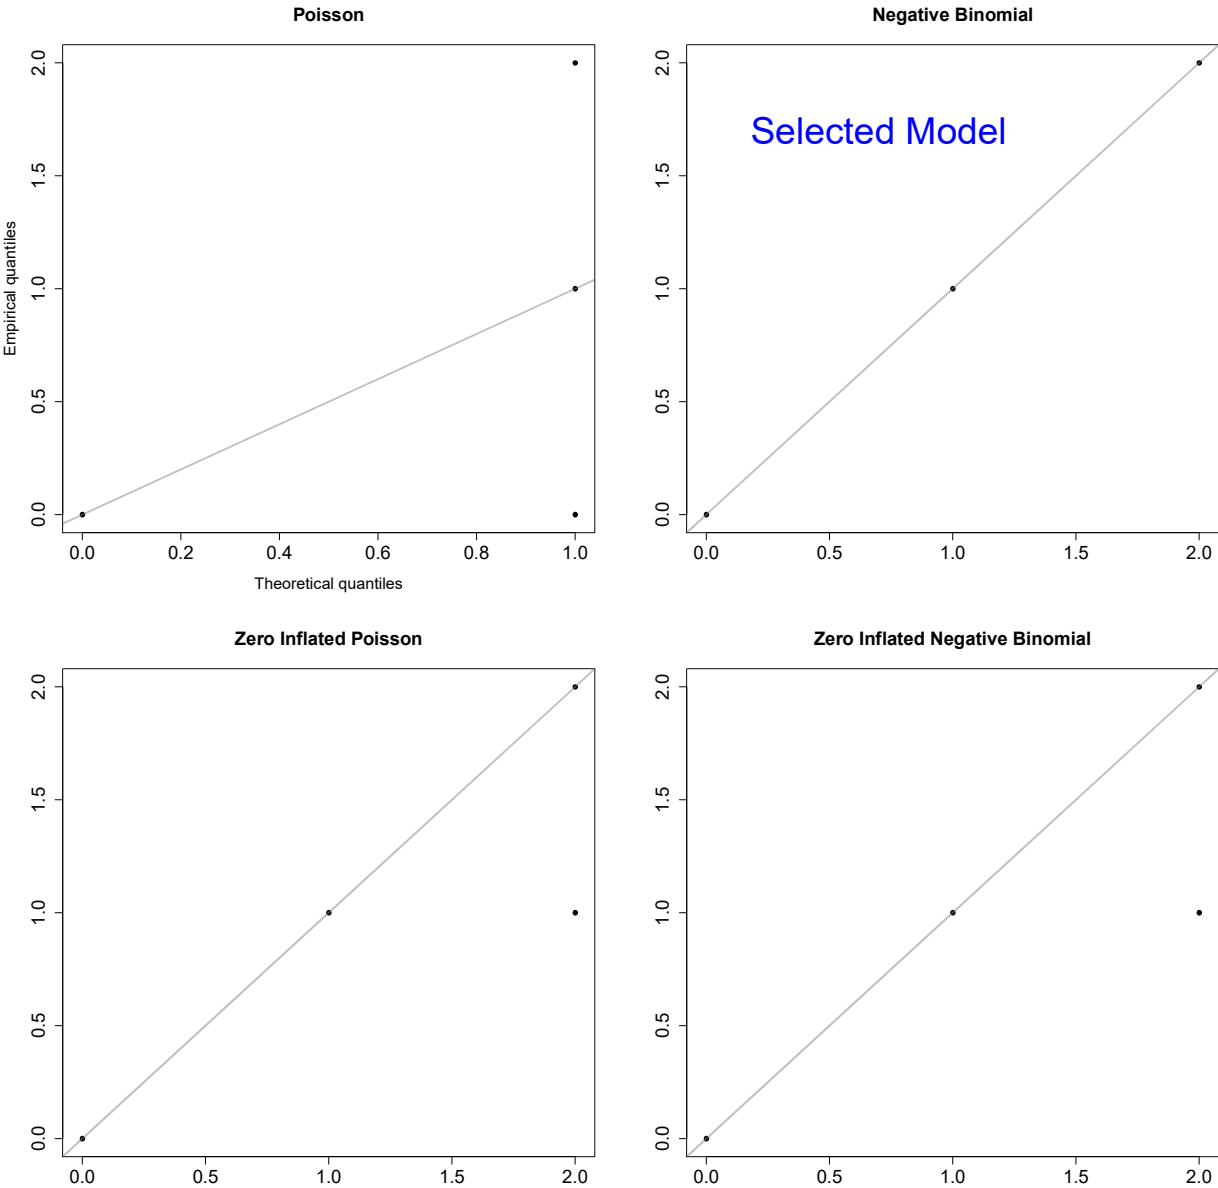 Poisson
Negative Binomial
2.0
1.5
1.0
0.5
0.0
Empirical quantiles
0.0 0.2 0.4 0.6 0.8 1.0
Theoretical quantiles
2.0
1.5
1.0
0.5
0.0
Selected Model
0.0 0.5 1.0 1.5 2.0
Zero Inflated Poisson
Zero Inflated Negative Binomial
2.0
1.5
1.0
0.5
0.0
0.0 0.5 1.0 1.5 2.0
2.0
1.5
1.0
0.5
0.0
0.0 0.5 1.0 1.5 2.0